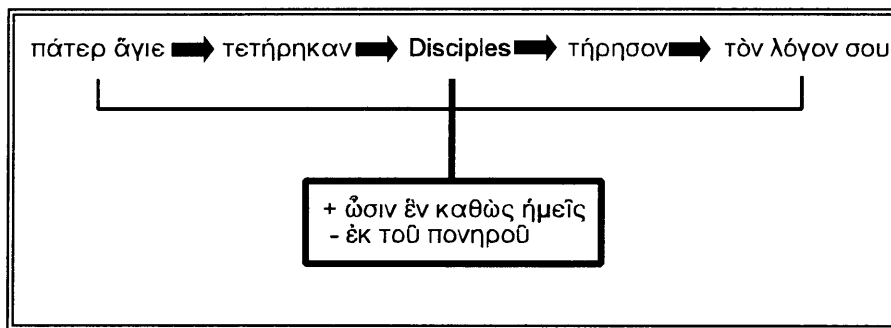 πάτερ ἅγιε ➡ τετήρηκαν ➡ Disciples ➡ τήρησον ➡ τὸν λόγον σου
+ ὦσιν ἓν καθὼς ἡμεῖς
- ἐκ τοῦ πονηροῦ